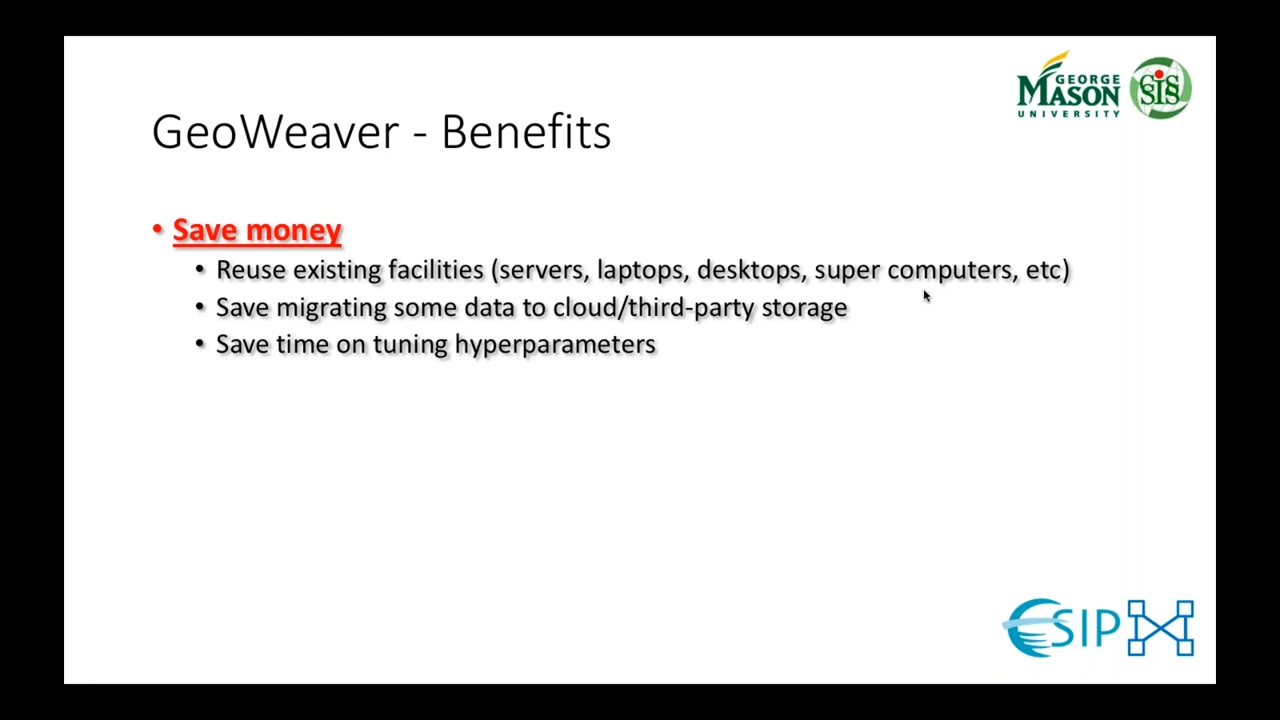 GEORGE
MASON
UNIVERSITY
SIS
GeoWeaver - Benefits
• Save money
• Reuse existing facilities (servers, laptops, desktops, super computers, etc)
• Save migrating some data to cloud/third-party storage
• Save time on tuning hyperparameters
ESIP